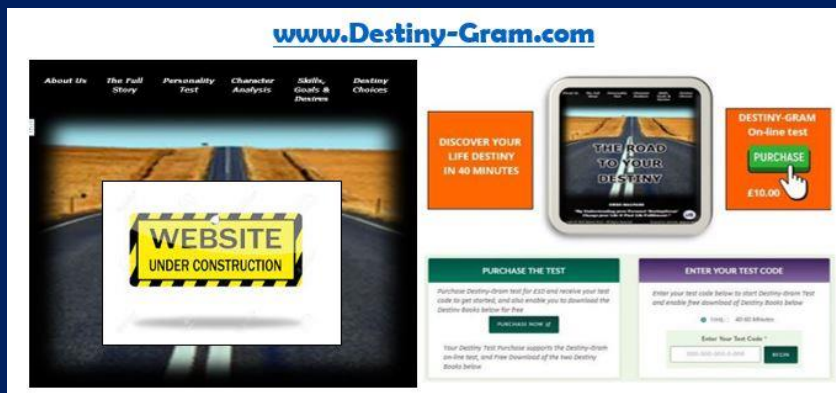 www.Destiny-Gram.com
About Us The Full Story Personality Test Character Analysis Skills, Goals & Desires Destiny Choices
WEBSITE
UNDER CONSTRUCTION
DISCOVER YOUR
LIFE DESTINY
IN 40 MINUTES
THE ROAD
TO YOUR
DESTINY
DESTINY-GRAM
On-line test
PURCHASE
£10.00
PURCHASE THE TEST
Purchase Destiny-Gram test for £10 and receive your test
code to get started, and also enable you to download the
Destiny Books below for free
PURCHASE NOW
Your Destiny Test Purchase supports the Destiny-Gram
on-line test, and Free Download of the two Destiny
Books below
ENTER YOUR TEST CODE
Enter your test code below to start Destiny-Gram Test
and enable free download of Destiny Books below
40-60 Minutes
Enter Your Test Code *
BEGIN